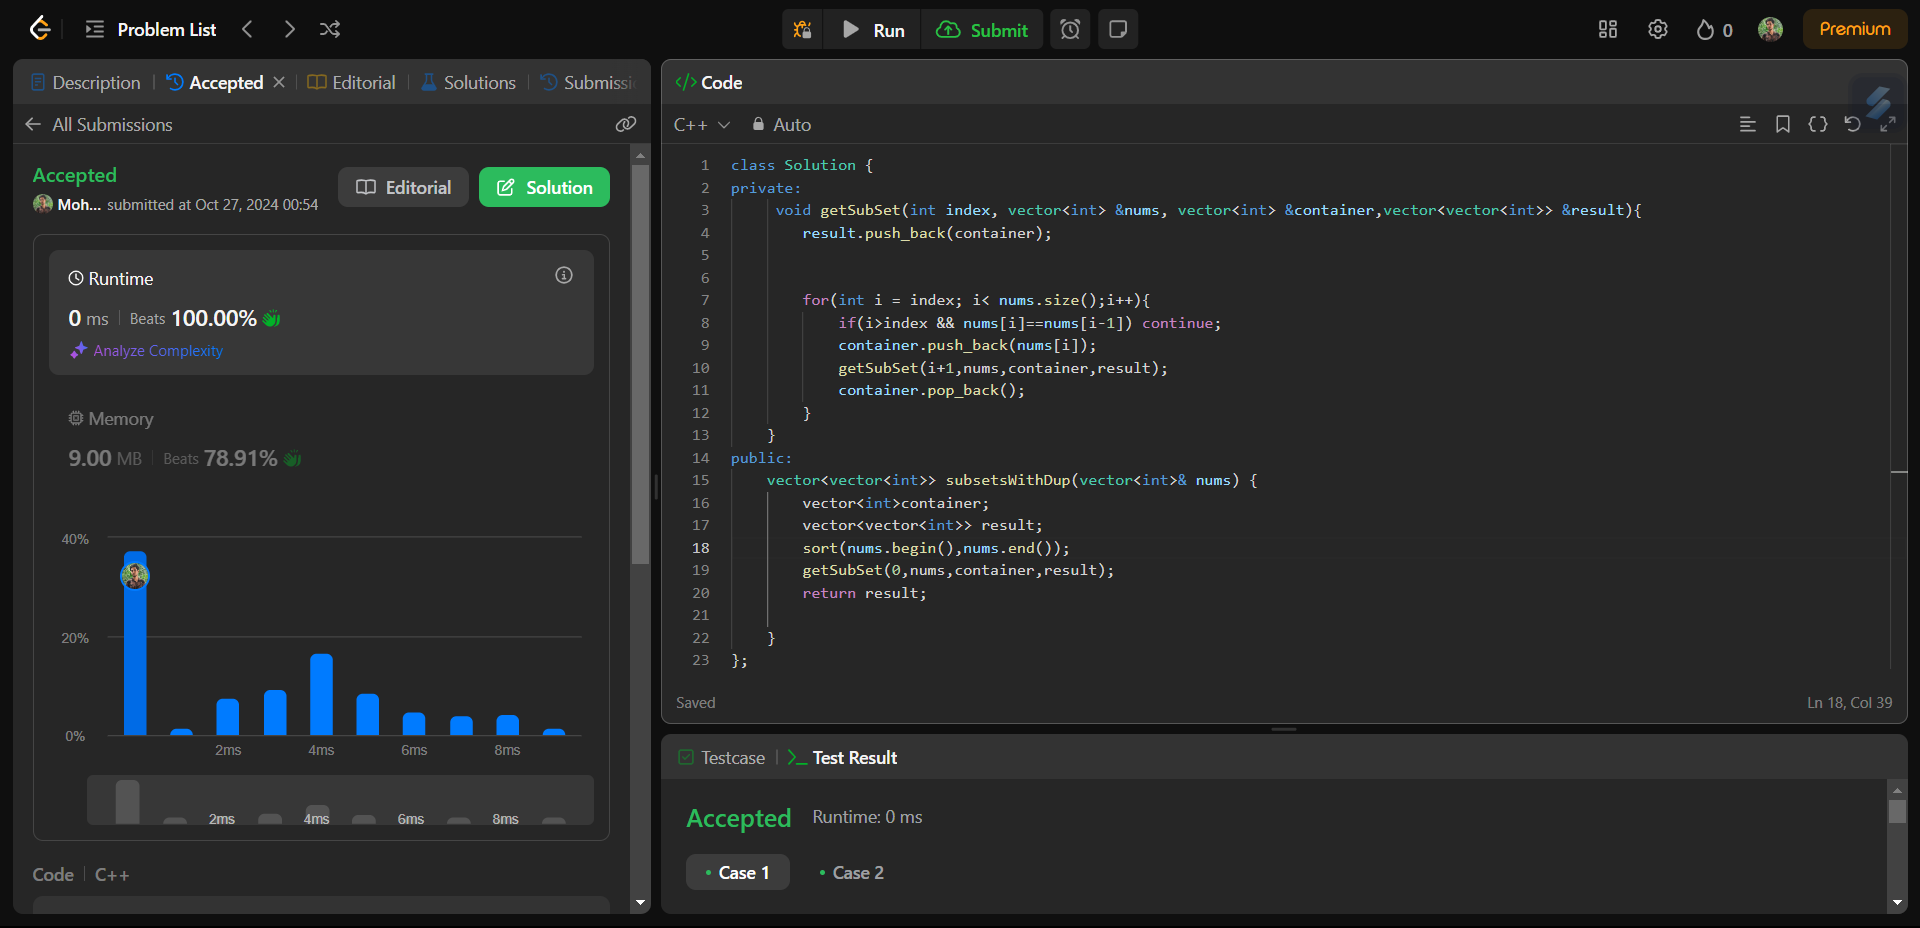 Problem List
Run
Submit
0
Premium
Description
Accepted
Editorial
Solutions
Submissi
All Submissions
Accepted
Moh... submitted at Oct 27, 2024 00:54
Editorial
Solution
Runtime
0 ms
Beats 100.00%
Analyze Complexity
Memory
9.00 MB
Beats 78.91%
40%
20%
0%
2ms 4ms 6ms 8ms
2ms 4ms 6ms 8ms
Code
C++
</> Code
C++
Auto
1 class Solution {
2 private:
3 void getSubSet(int index, vector<int> &nums, vector<int> &container,vector<vector<int>> &result){
4 result.push_back(container);
5
6
7 for(int i = index; i< nums.size();i++){
8 if(i>index && nums[i]==nums[i-1]) continue;
9 container.push_back(nums[i]);
10 getSubSet(i+1,nums,container,result);
11 container.pop_back();
12 }
13 }
14 public:
15 vector<vector<int>> subsetsWithDup(vector<int>& nums) {
16 vector<int>container;
17 vector<vector<int>> result;
18 sort(nums.begin(),nums.end());
19 getSubSet(0,nums,container,result);
20 return result;
21
22 }
23 };
Saved
Ln 18, Col 39
Testcase
Test Result
Accepted
Runtime: 0 ms
Case 1
Case 2